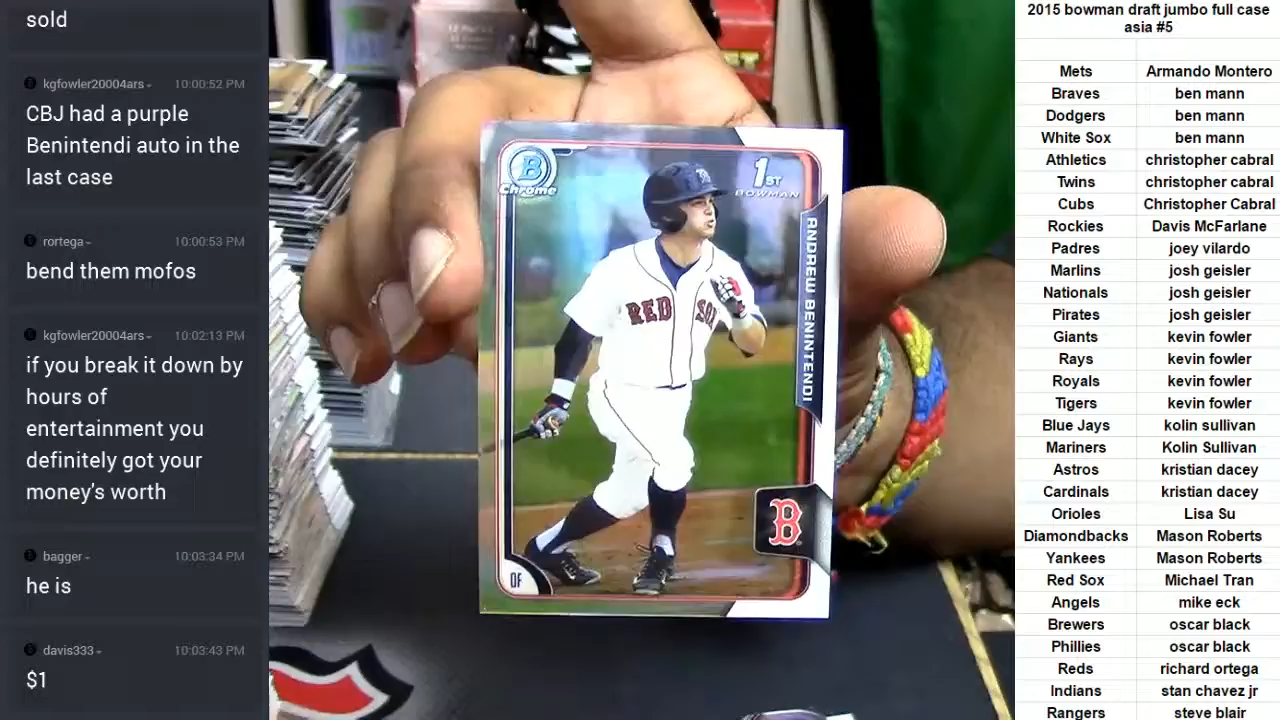 sold
kgfowler20004ars 10:00:52 PM
CBJ had a purple
Benintendi auto in the
last case
rortega 10:00:53 PM
bend them mofos
kgfowler20004ars 10:02:13 PM
if you break it down by
hours of
entertainment you
definitely got your
money's worth
bagger 10:03:34 PM
he is
davis333 10:03:43 PM
$1
B
Chrome
1ST
BOWMAN
ANDREW BENINTENDI
RED SOX
B
OF
2015 bowman draft jumbo full case
asia #5
Mets Armando Montero
Braves ben mann
Dodgers ben mann
White Sox ben mann
Athletics christopher cabral
Twins christopher cabral
Cubs Christopher Cabral
Rockies Davis McFarlane
Padres joey vilardo
Marlins josh geisler
Nationals josh geisler
Pirates josh geisler
Giants kevin fowler
Rays kevin fowler
Royals kevin fowler
Tigers kevin fowler
Blue Jays kolin sullivan
Mariners Kolin Sullivan
Astros kristian dacey
Cardinals kristian dacey
Orioles Lisa Su
Diamondbacks Mason Roberts
Yankees Mason Roberts
Red Sox Michael Tran
Angels mike eck
Brewers oscar black
Phillies oscar black
Reds richard ortega
Indians stan chavez jr
Rangers steve blair